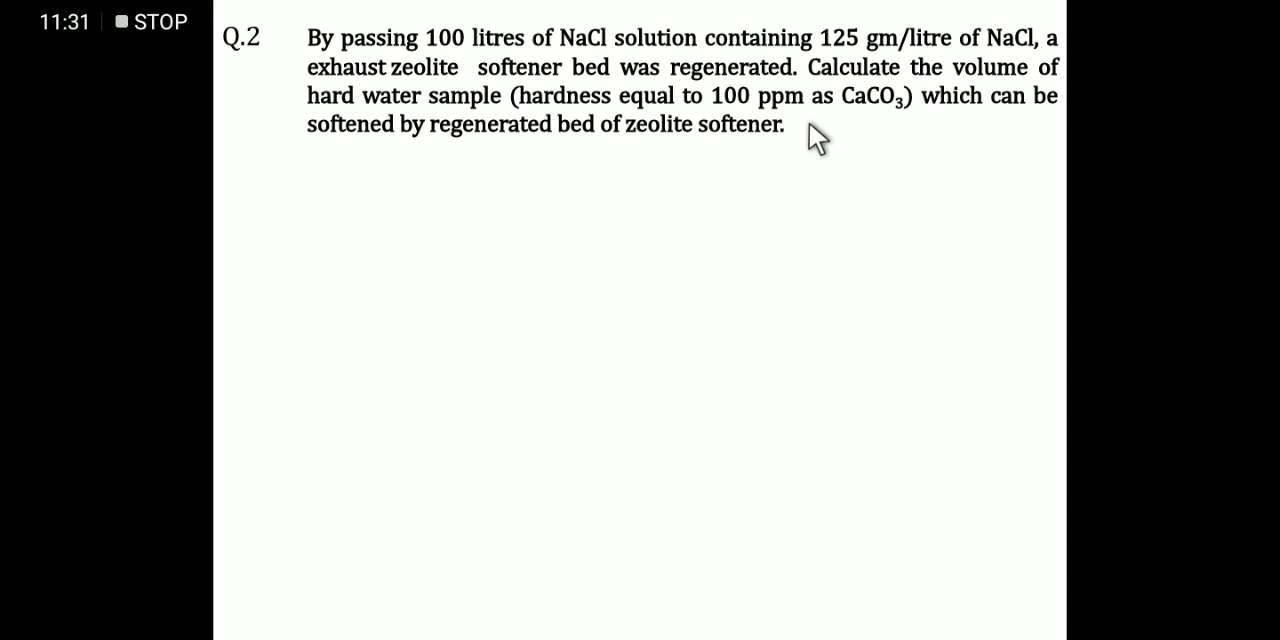 11:31 STOP
Q.2 By passing 100 litres of NaCl solution containing 125 gm/litre of NaCl, a
exhaust zeolite softener bed was regenerated. Calculate the volume of
hard water sample (hardness equal to 100 ppm as CaCO₃) which can be
softened by regenerated bed of zeolite softener.